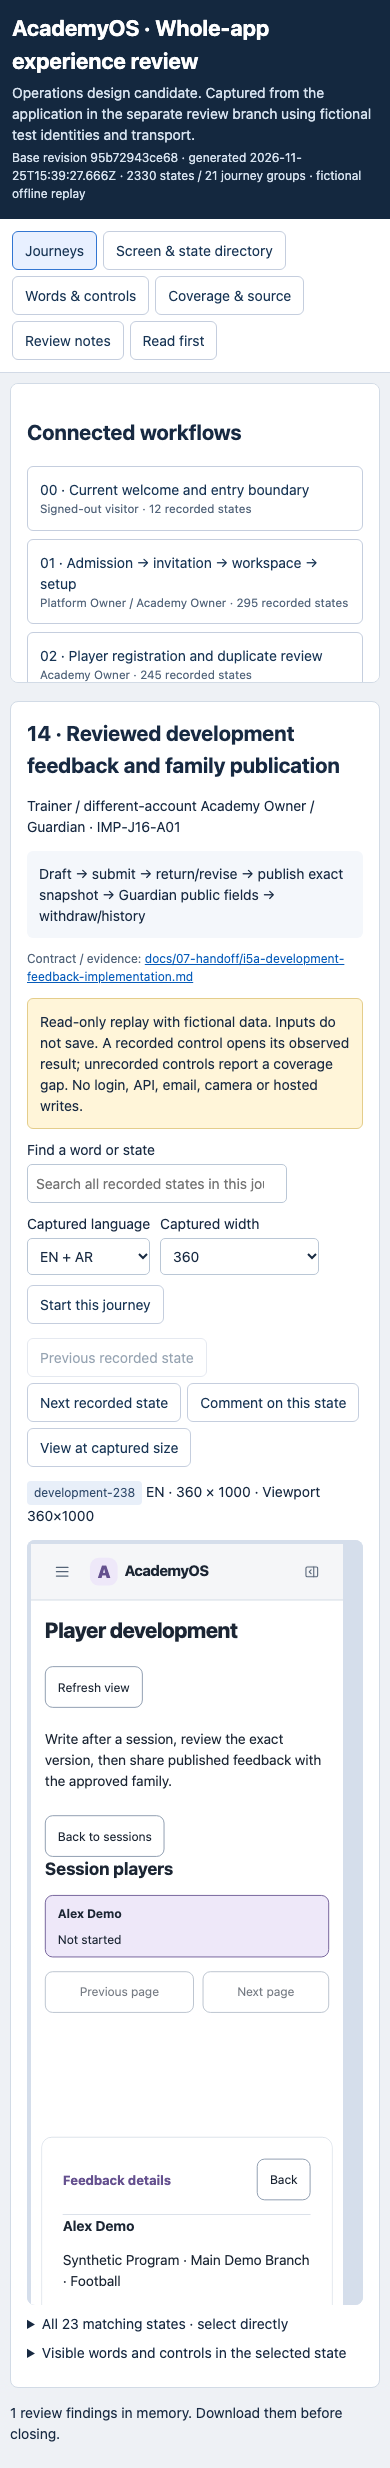 AcademyOS · Whole-app
experience review
Operations design candidate. Captured from the
application in the separate review branch using fictional
test identities and transport.
Base revision 95b72943ce68 · generated 2026-11-
25T15:39:27.666Z · 2330 states / 21 journey groups · fictional
offline replay
Journeys
Screen & state directory
Words & controls
Coverage & source
Review notes
Read first
Connected workflows
00 · Current welcome and entry boundary
Signed-out visitor · 12 recorded states
01 · Admission → invitation → workspace →
setup
Platform Owner / Academy Owner · 295 recorded states
02 · Player registration and duplicate review
Academy Owner · 245 recorded states
14 · Reviewed development
feedback and family publication
Trainer / different-account Academy Owner /
Guardian · IMP-J16-A01
Draft → submit → return/revise → publish exact
snapshot → Guardian public fields →
withdraw/history
Contract / evidence: docs/07-handoff/i5a-development-
feedback-implementation.md
Read-only replay with fictional data. Inputs do
not save. A recorded control opens its observed
result; unrecorded controls report a coverage
gap. No login, API, email, camera or hosted
writes.
Find a word or state
Search all recorded states in this jou
Captured language
Captured width
EN + AR
360
Start this journey
Previous recorded state
Next recorded state
Comment on this state
View at captured size
development-238 EN · 360 × 1000 · Viewport
360×1000
A AcademyOS
Player development
Refresh view
Write after a session, review the exact
version, then share published feedback with
the approved family.
Back to sessions
Session players
Alex Demo
Not started
Previous page
Next page
Feedback details
Back
Alex Demo
Synthetic Program · Main Demo Branch
· Football
All 23 matching states · select directly
Visible words and controls in the selected state
1 review findings in memory. Download them before
closing.